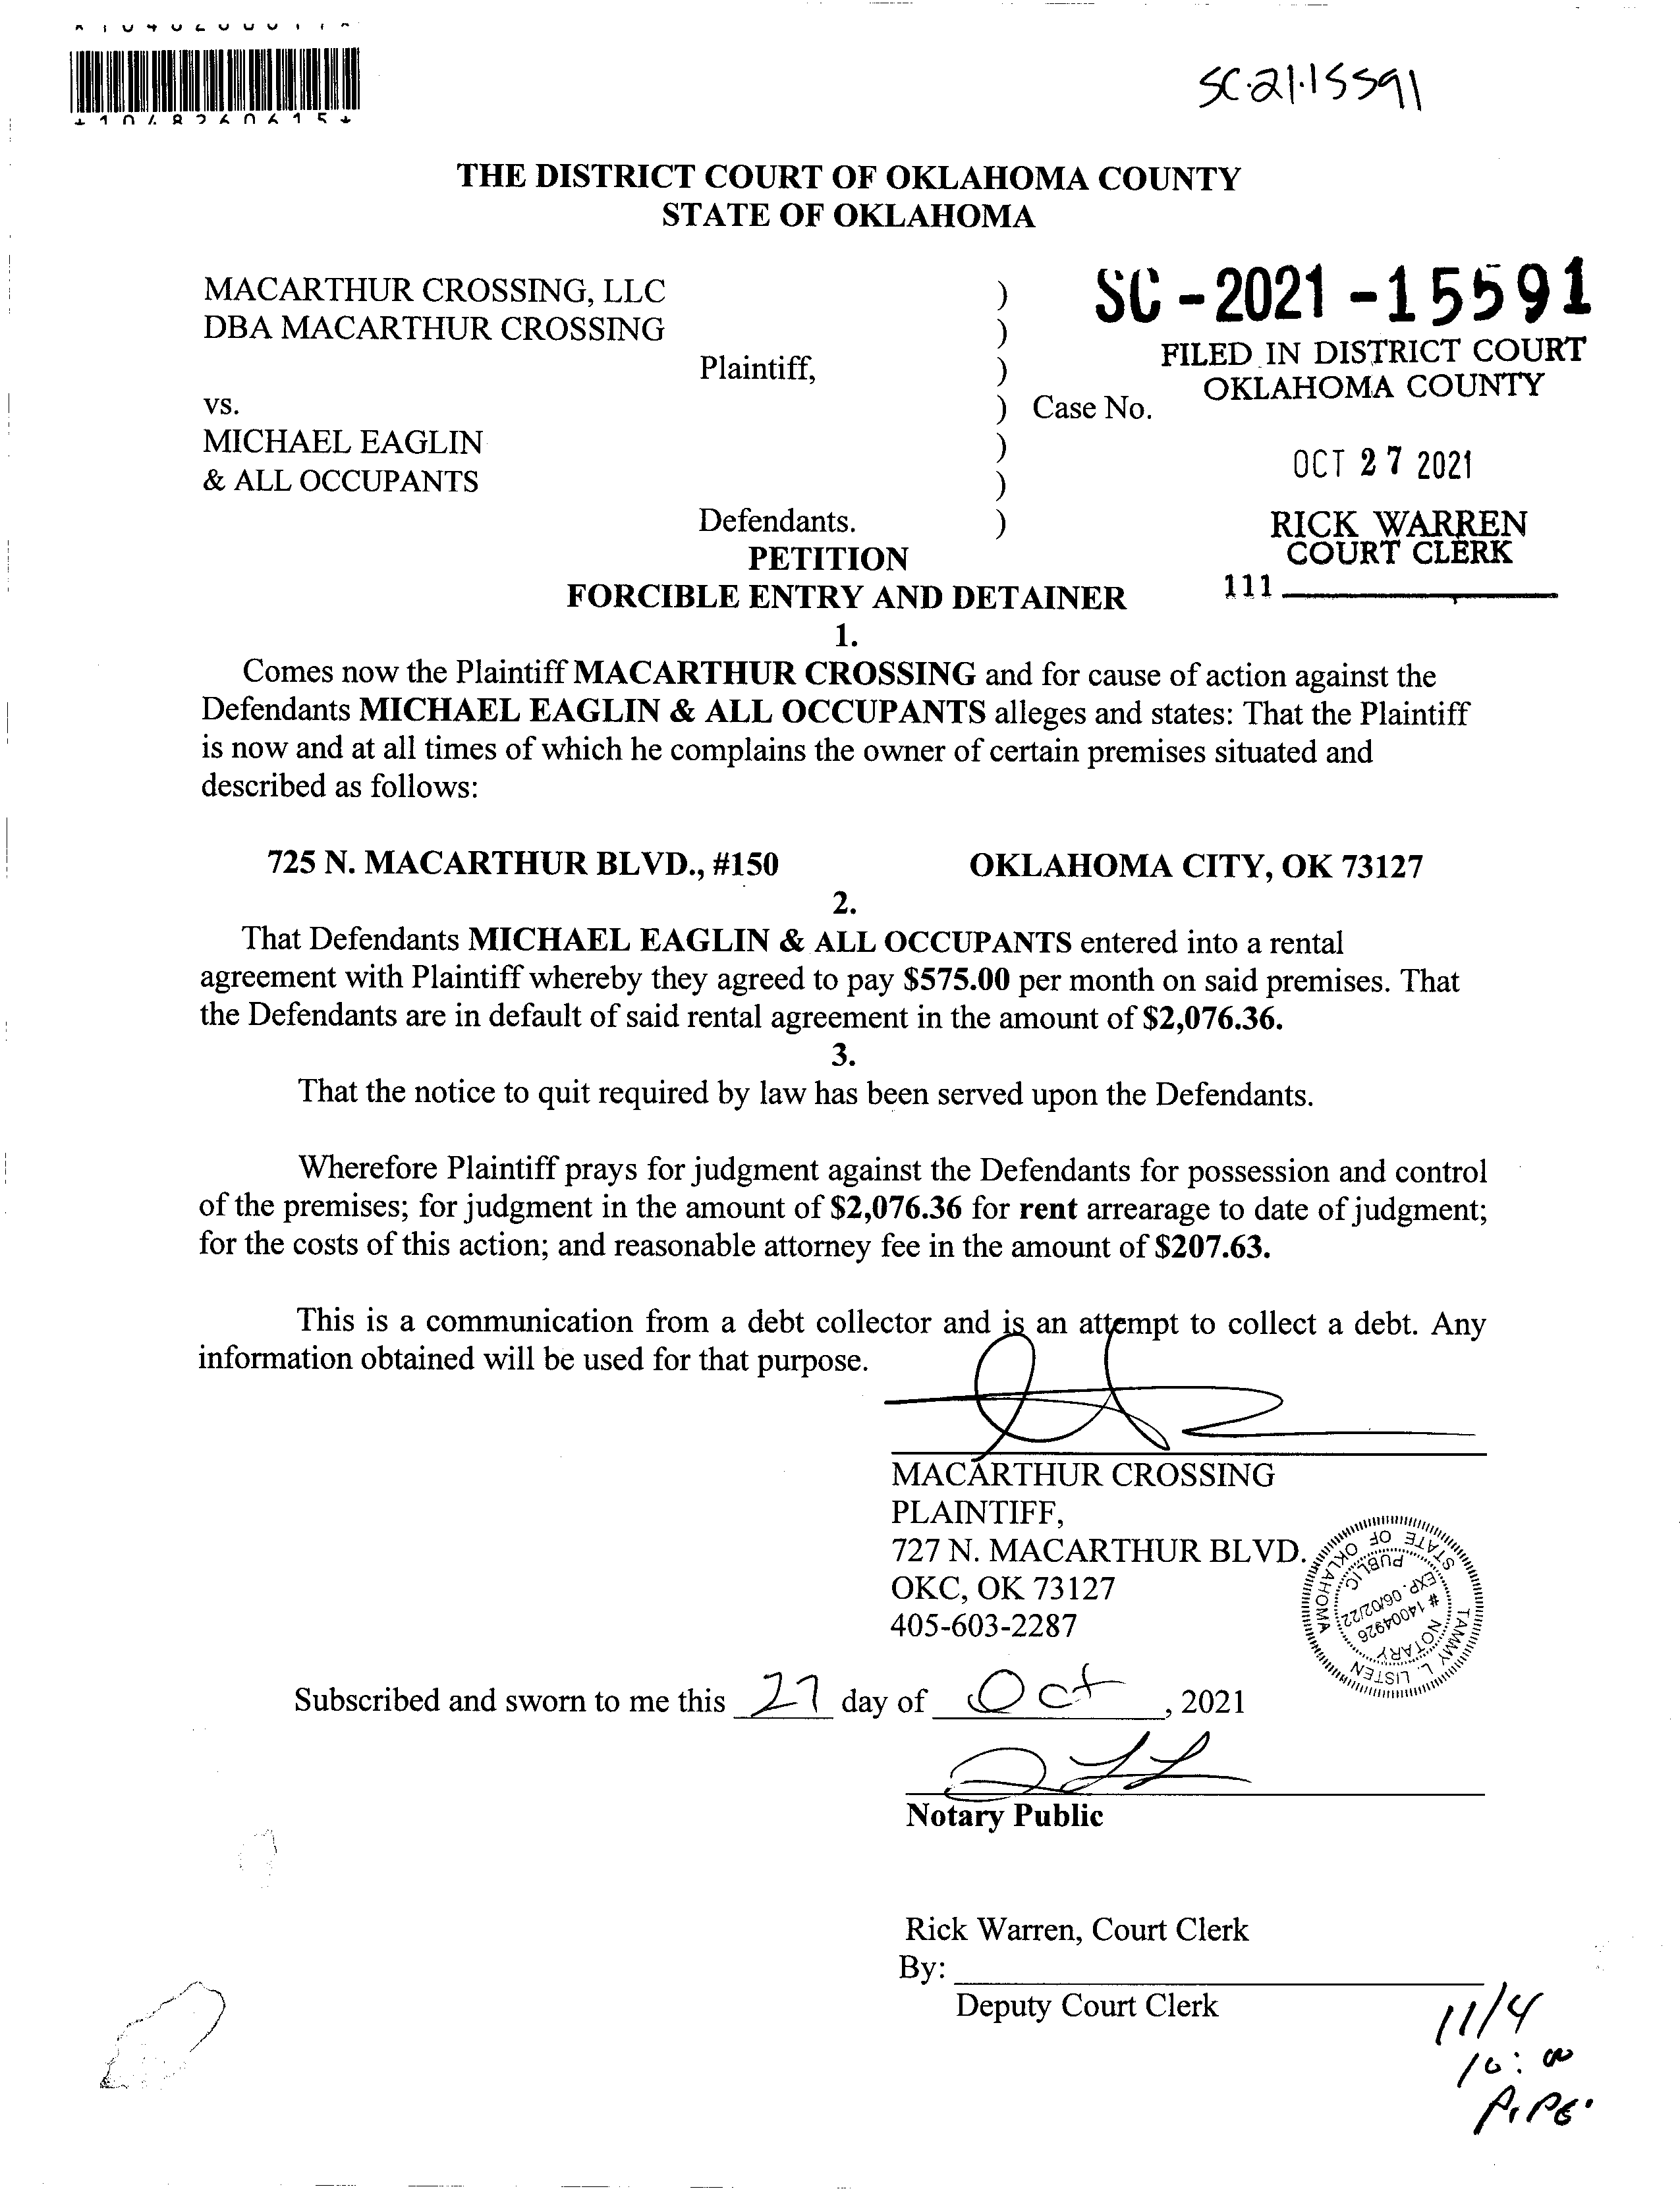 *1048260615*
SC-21-15591
THE DISTRICT COURT OF OKLAHOMA COUNTY
STATE OF OKLAHOMA
MACARTHUR CROSSING, LLC )
DBA MACARTHUR CROSSING )
Plaintiff, )
vs. ) Case No.
MICHAEL EAGLIN )
& ALL OCCUPANTS )
Defendants. )
SC-2021-15591
FILED IN DISTRICT COURT
OKLAHOMA COUNTY
OCT 27 2021
RICK WARREN
COURT CLERK
111
PETITION
FORCIBLE ENTRY AND DETAINER
1.
Comes now the Plaintiff MACARTHUR CROSSING and for cause of action against the
Defendants MICHAEL EAGLIN & ALL OCCUPANTS alleges and states: That the Plaintiff
is now and at all times of which he complains the owner of certain premises situated and
described as follows:
725 N. MACARTHUR BLVD., #150 OKLAHOMA CITY, OK 73127
2.
That Defendants MICHAEL EAGLIN & ALL OCCUPANTS entered into a rental
agreement with Plaintiff whereby they agreed to pay $575.00 per month on said premises. That
the Defendants are in default of said rental agreement in the amount of $2,076.36.
3.
That the notice to quit required by law has been served upon the Defendants.
Wherefore Plaintiff prays for judgment against the Defendants for possession and control
of the premises; for judgment in the amount of $2,076.36 for rent arrearage to date of judgment;
for the costs of this action; and reasonable attorney fee in the amount of $207.63.
This is a communication from a debt collector and is an attempt to collect a debt. Any
information obtained will be used for that purpose.
MACARTHUR CROSSING
PLAINTIFF,
727 N. MACARTHUR BLVD.
OKC, OK 73127
405-603-2287
TAMMY L. LISTEN
NOTARY
# 14004926
EXP. 06/02/22
PUBLIC
STATE OF OKLAHOMA
Subscribed and sworn to me this 27 day of Oct, 2021
Notary Public
Rick Warren, Court Clerk
By:
Deputy Court Clerk
11/4
10:00